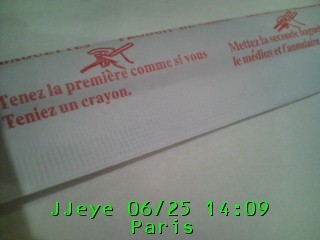 Tenez la première comme si vous
Teniez un crayon.
Mettez la seconde
le médius et l'annulaire.
JJeye 06/25 14:09
Paris